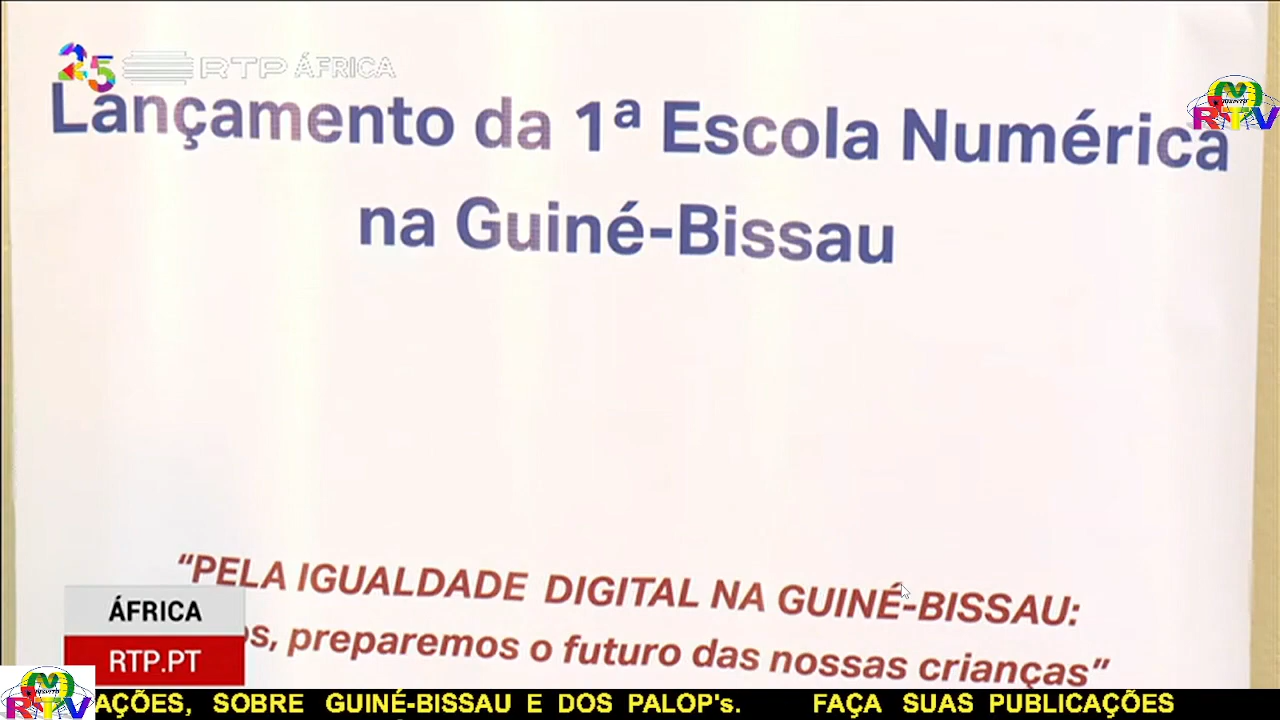 25 RTP ÁFRICA
Lançamento da 1ª Escola Numérica
na Guiné-Bissau
RTV
"PELA IGUALDADE DIGITAL NA GUINÉ-BISSAU:
preparemos o futuro das nossas crianças"
ÁFRICA
RTP.PT
RTV
AÇÕES, SOBRE GUINÉ-BISSAU E DOS PALOP's. FAÇA SUAS PUBLICAÇÕES